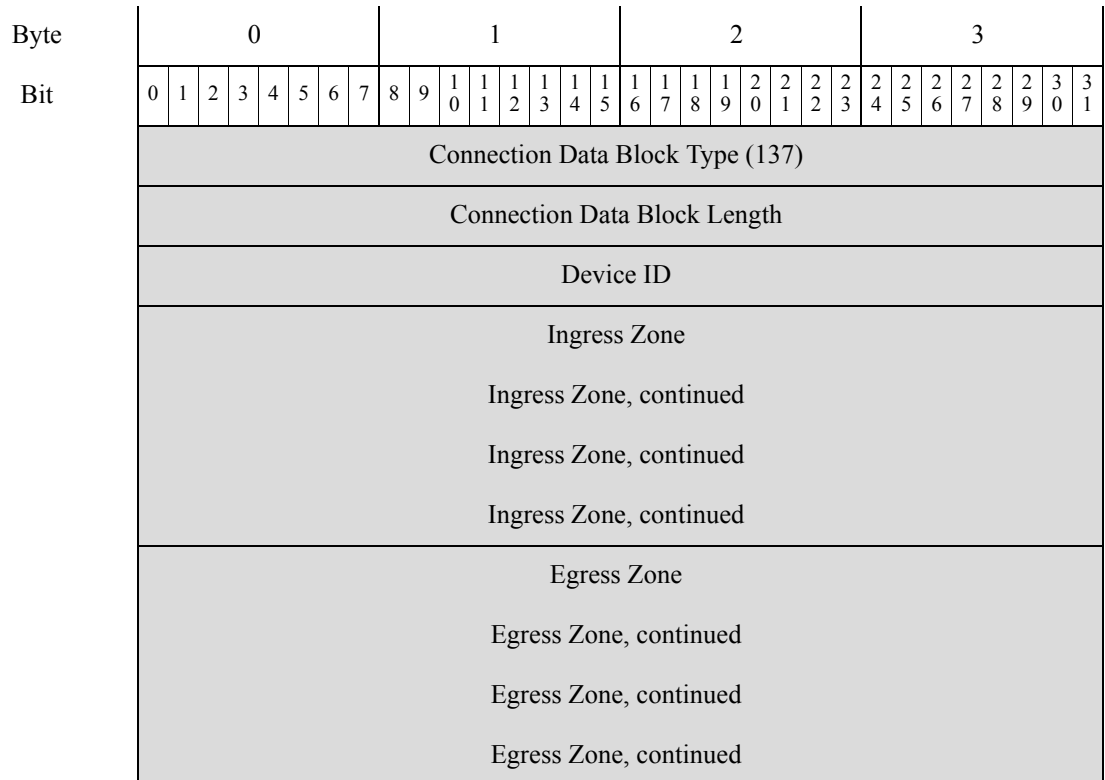 Byte 0 1 2 3
Bit 0 1 2 3 4 5 6 7 8 9 10 11 12 13 14 15 16 17 18 19 20 21 22 23 24 25 26 27 28 29 30 31
Connection Data Block Type (137)
Connection Data Block Length
Device ID
Ingress Zone
Ingress Zone, continued
Ingress Zone, continued
Ingress Zone, continued
Egress Zone
Egress Zone, continued
Egress Zone, continued
Egress Zone, continued